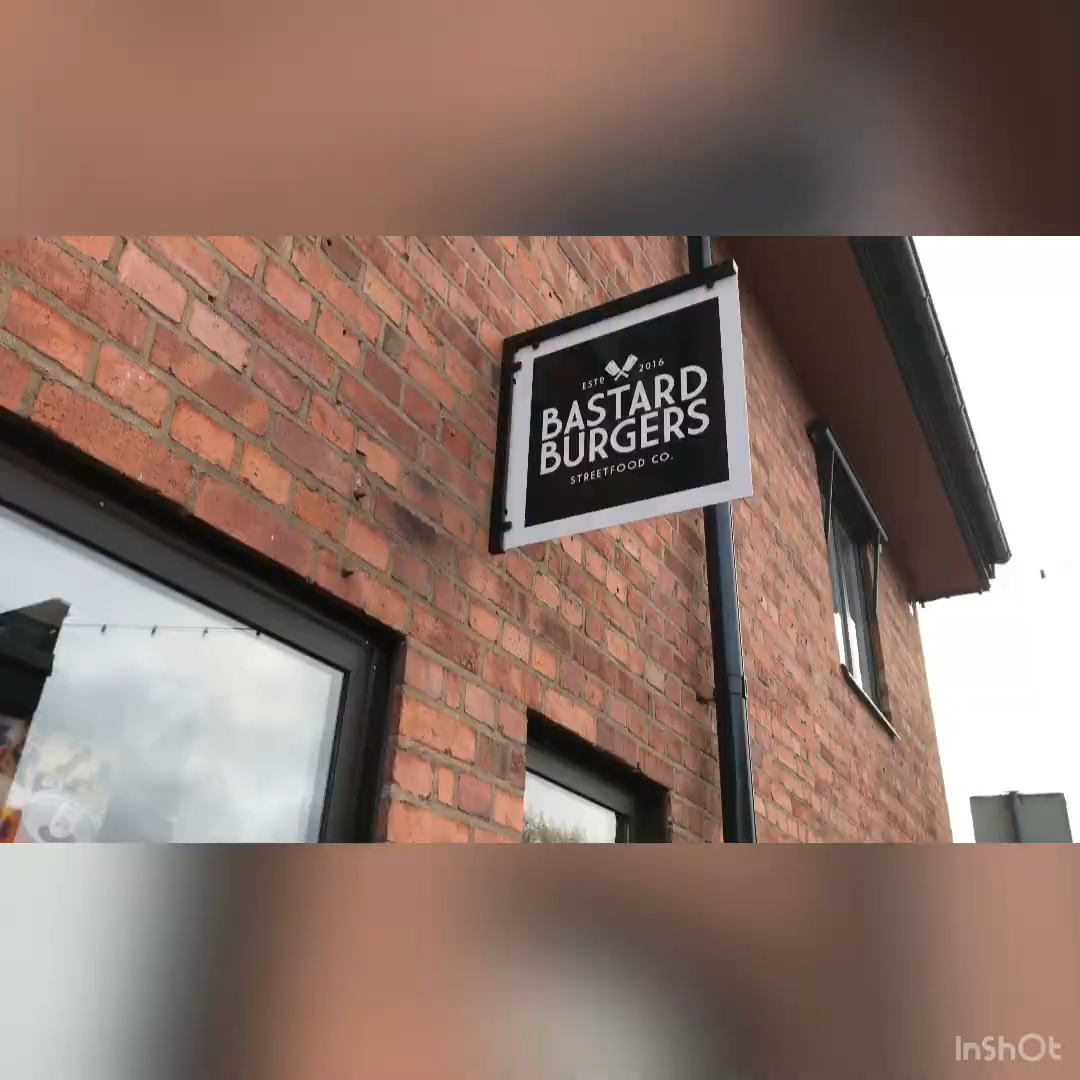 ESTD 2016
BASTARD
BURGERS
STREETFOOD CO.
InShOt